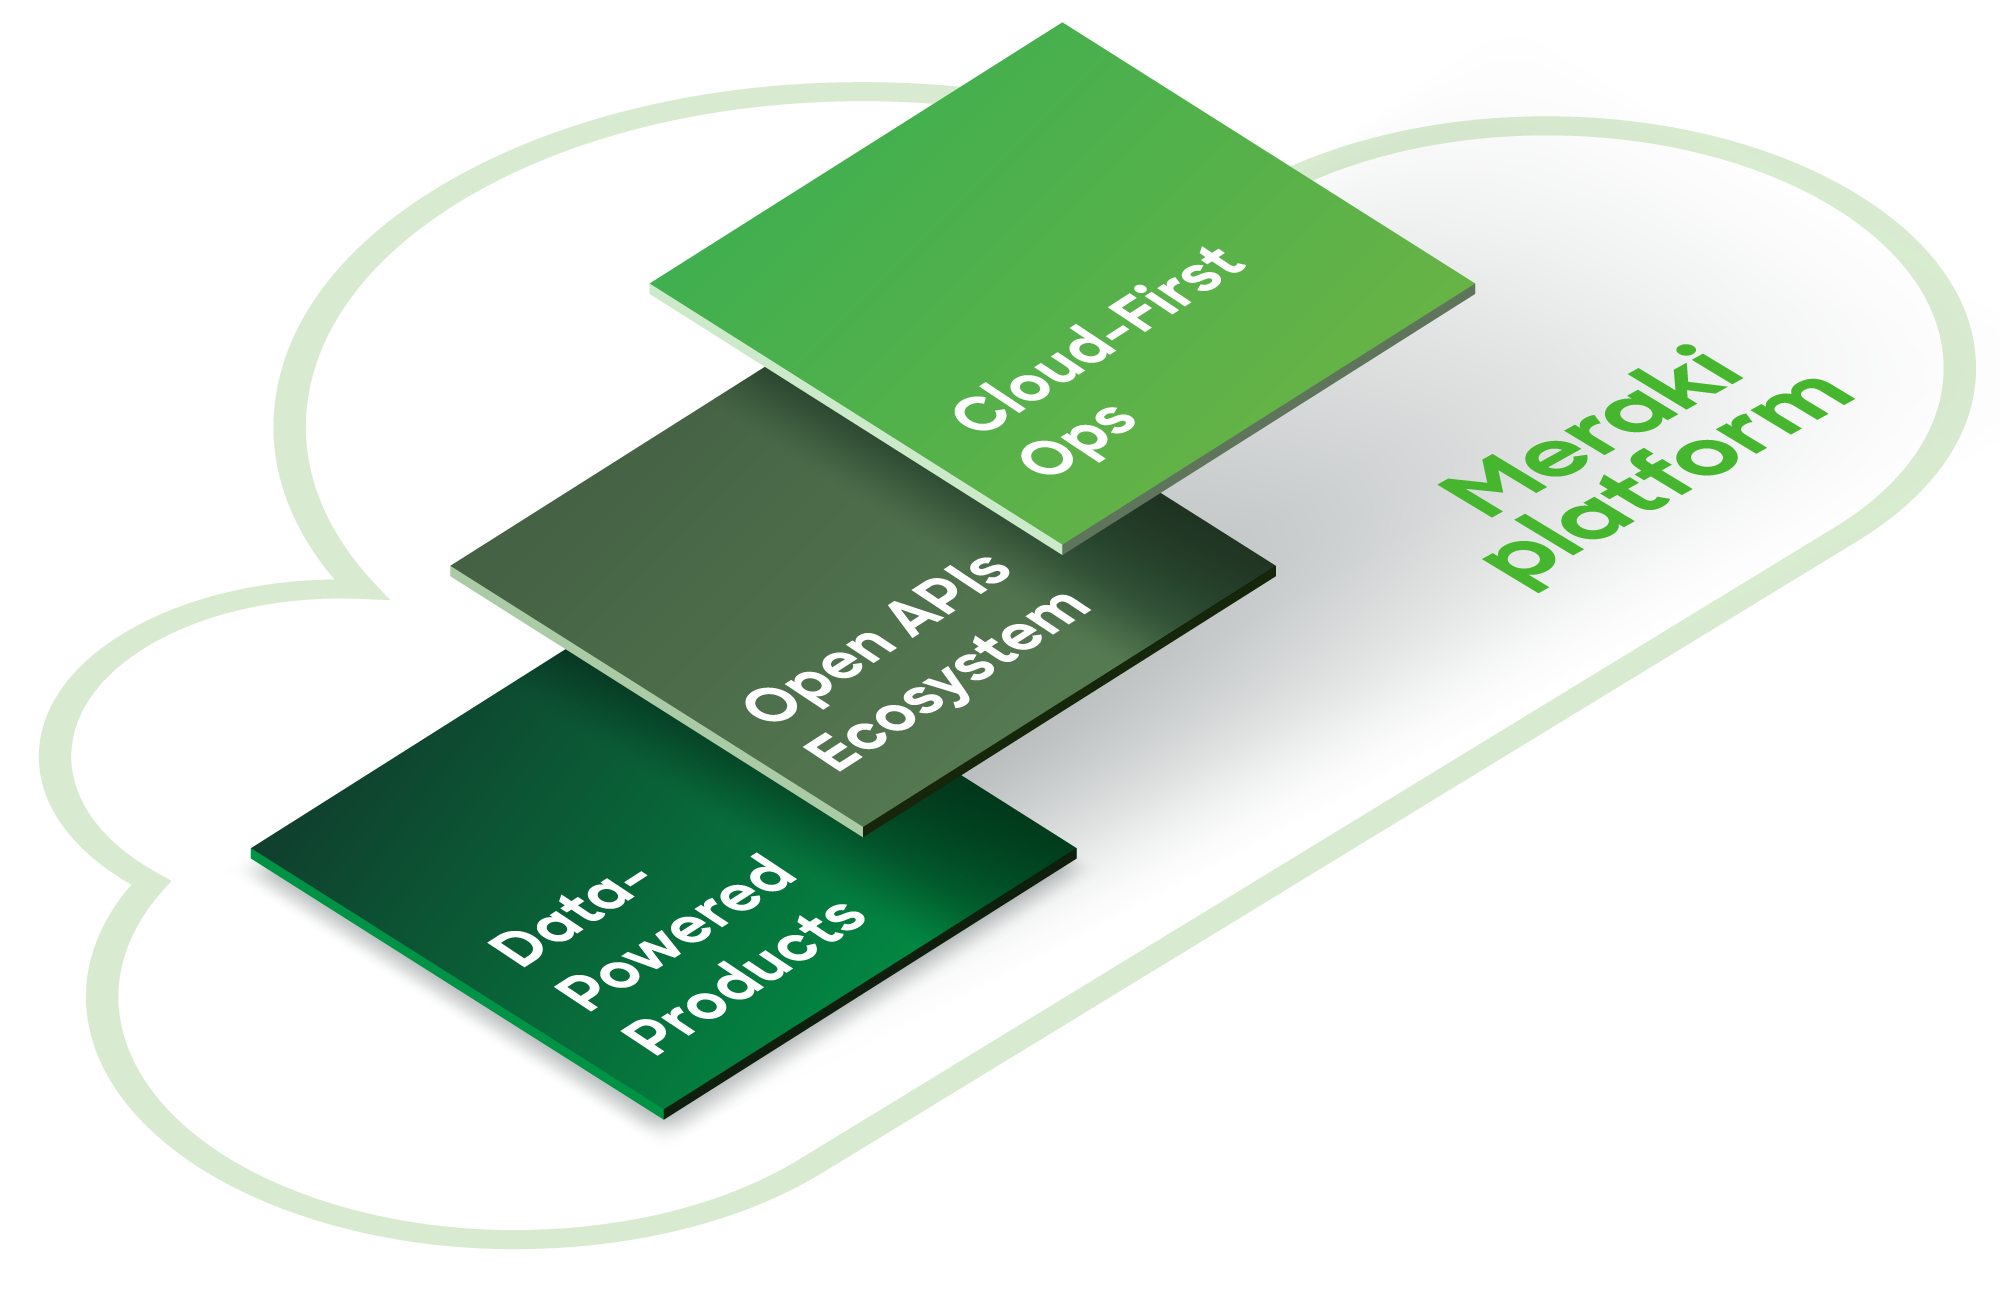 Cloud-First
Ops
Open APIs
Ecosystem
Data-
Powered
Products
Meraki
platform